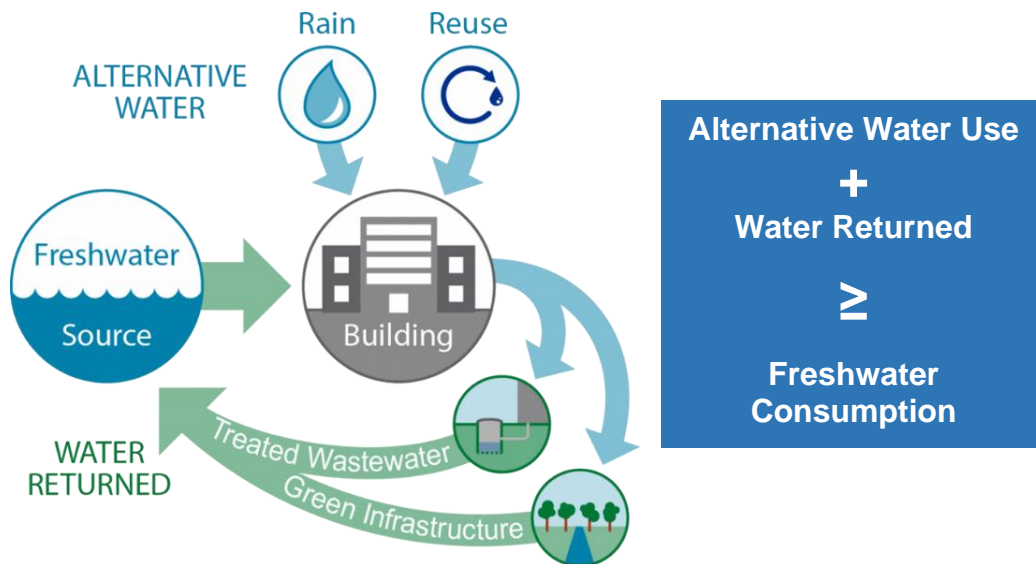 Rain
Reuse
ALTERNATIVE
WATER
Freshwater
Source
Building
Treated Wastewater
Green Infrastructure
WATER
RETURNED
Alternative Water Use
+
Water Returned
≥
Freshwater
Consumption